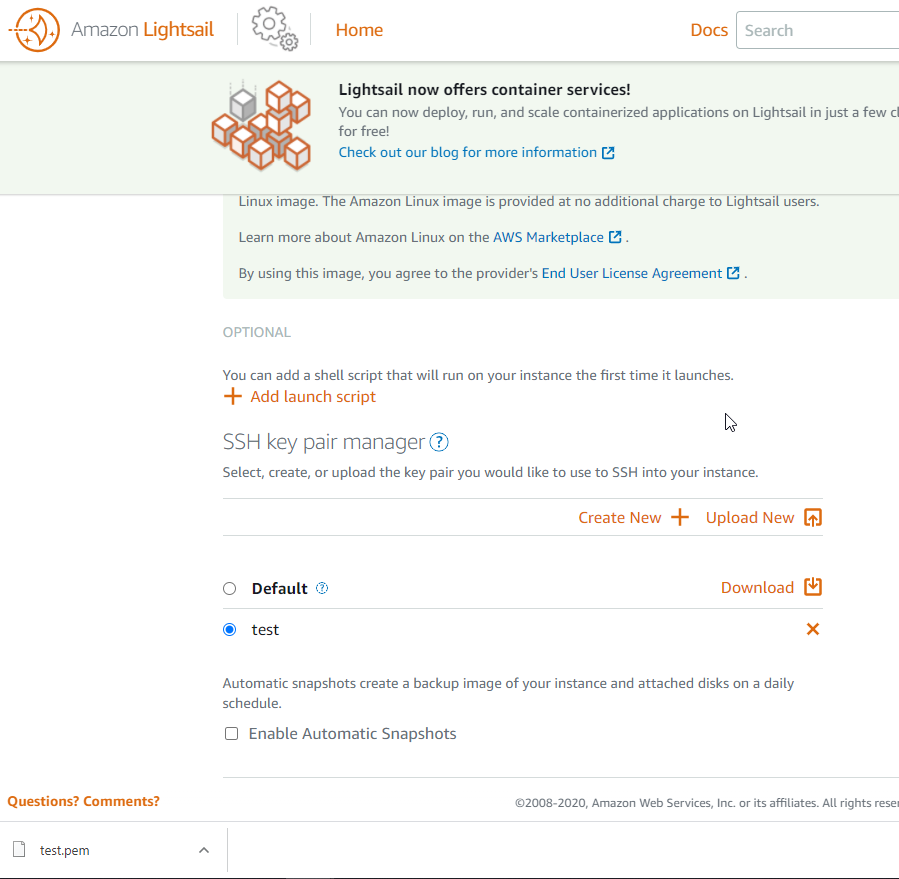 Amazon Lightsail
Home
Docs
Search
Lightsail now offers container services!
You can now deploy, run, and scale containerized applications on Lightsail in just a few
for free!
Check out our blog for more information
Linux image. The Amazon Linux image is provided at no additional charge to Lightsail users.
Learn more about Amazon Linux on the AWS Marketplace .
By using this image, you agree to the provider's End User License Agreement .
OPTIONAL
You can add a shell script that will run on your instance the first time it launches.
+ Add launch script
SSH key pair manager ?
Select, create, or upload the key pair you would like to use to SSH into your instance.
Create New + Upload New
Default ? Download
test
Automatic snapshots create a backup image of your instance and attached disks on a daily
schedule.
Enable Automatic Snapshots
Questions? Comments?
©2008-2020, Amazon Web Services, Inc. or its affiliates. All rights
test.pem